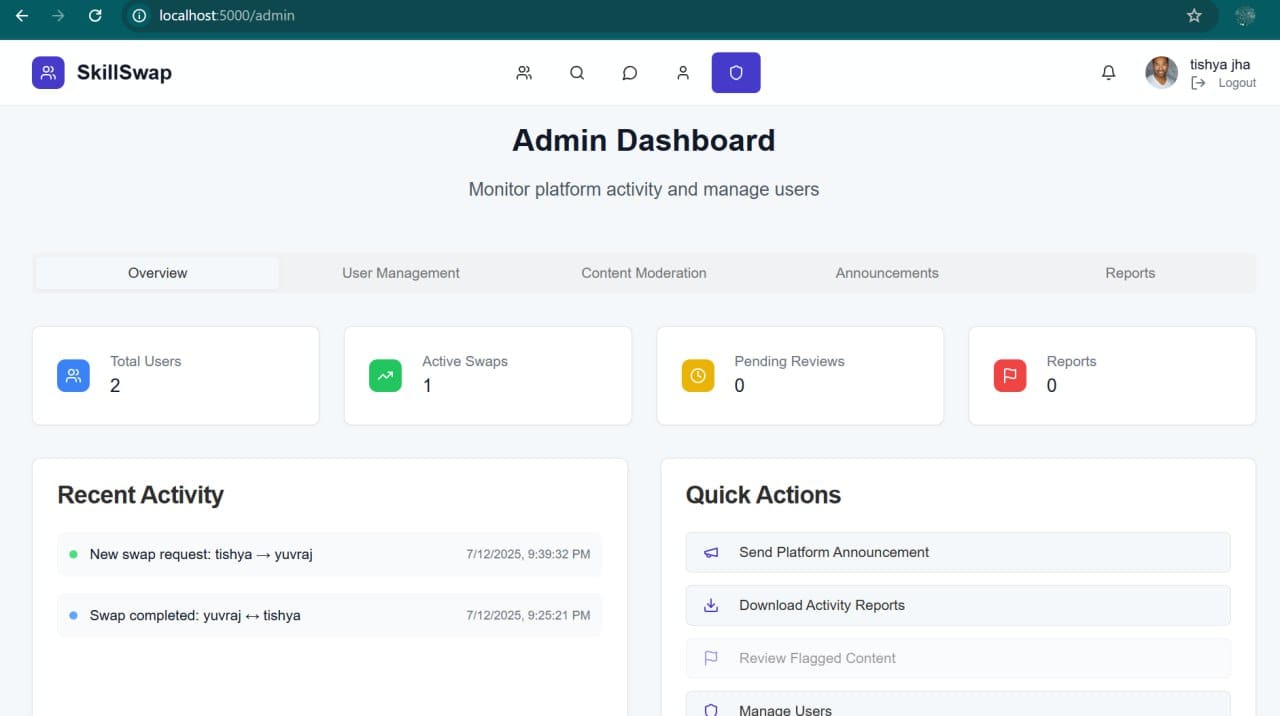 localhost:5000/admin
SkillSwap
tishya jha
Logout
Admin Dashboard
Monitor platform activity and manage users
Overview
User Management
Content Moderation
Announcements
Reports
Total Users
2
Active Swaps
1
Pending Reviews
0
Reports
0
Recent Activity
New swap request: tishya → yuvraj
7/12/2025, 9:39:32 PM
Swap completed: yuvraj ↔ tishya
7/12/2025, 9:25:21 PM
Quick Actions
Send Platform Announcement
Download Activity Reports
Review Flagged Content
Manage Users